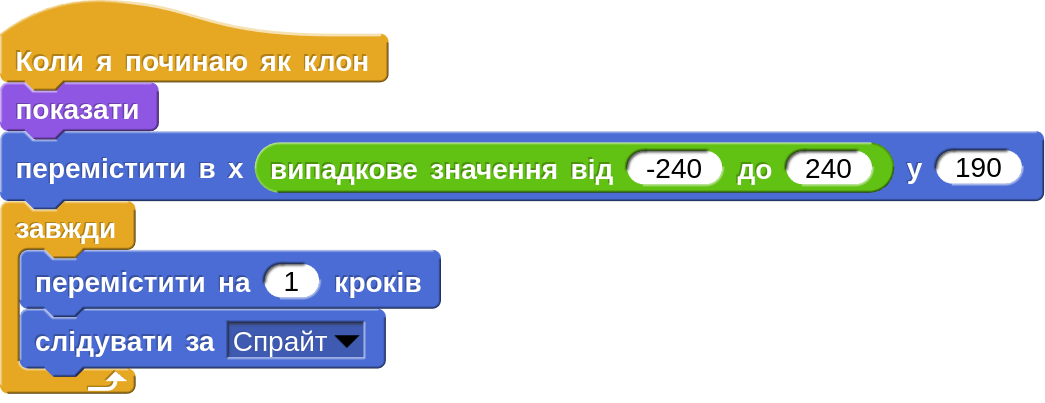 Коли я починаю як клон
показати
перемістити в x випадкове значення від -240 до 240 y 190
завжди
перемістити на 1 кроків
слідувати за Спрайт